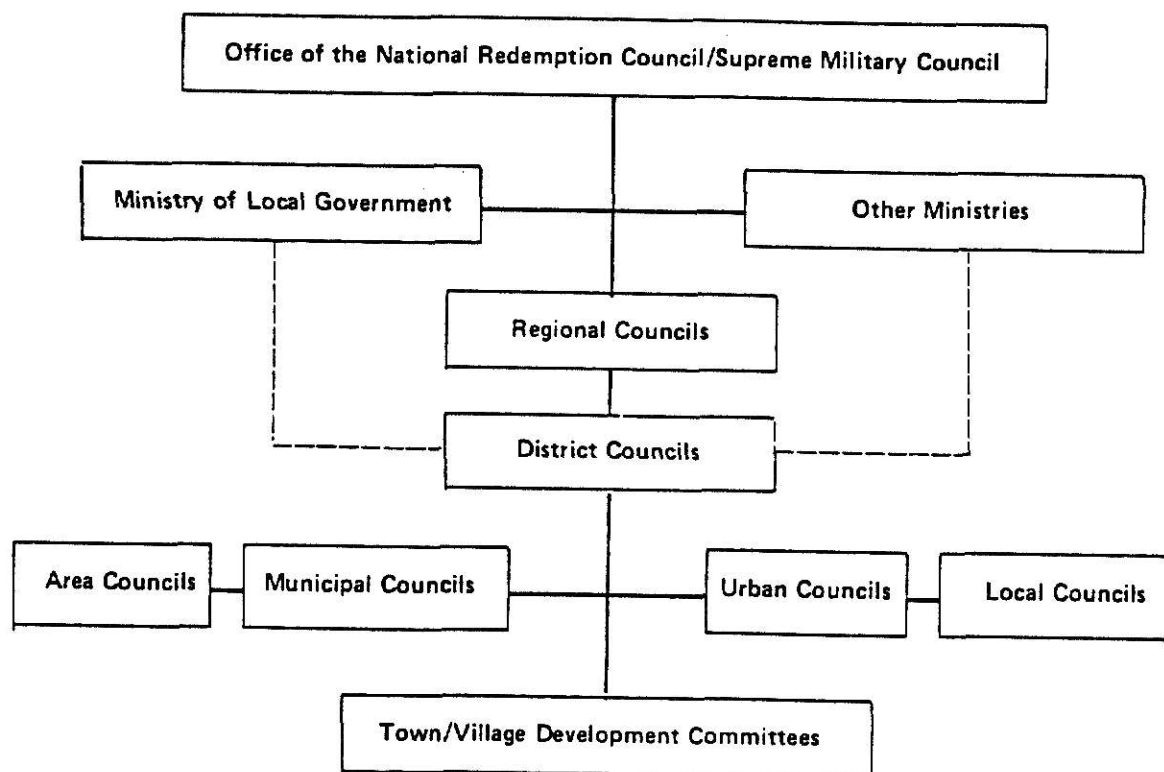 Office of the National Redemption Council/Supreme Military Council
Ministry of Local Government
Other Ministries
Regional Councils
District Councils
Area Councils
Municipal Councils
Urban Councils
Local Councils
Town/Village Development Committees